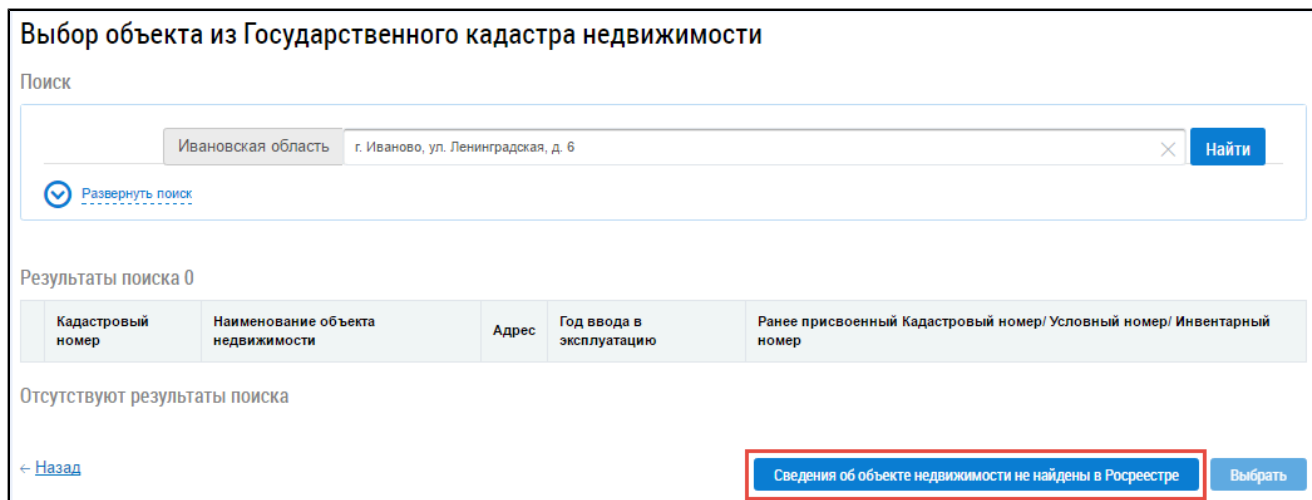 Выбор объекта из Государственного кадастра недвижимости
Поиск
Ивановская область г. Иваново, ул. Ленинградская, д. 6 Найти
Развернуть поиск
Результаты поиска 0
Кадастровый номер Наименование объекта недвижимости Адрес Год ввода в эксплуатацию Ранее присвоенный Кадастровый номер/ Условный номер/ Инвентарный номер
Отсутствуют результаты поиска
← Назад Сведения об объекте недвижимости не найдены в Росреестре Выбрать